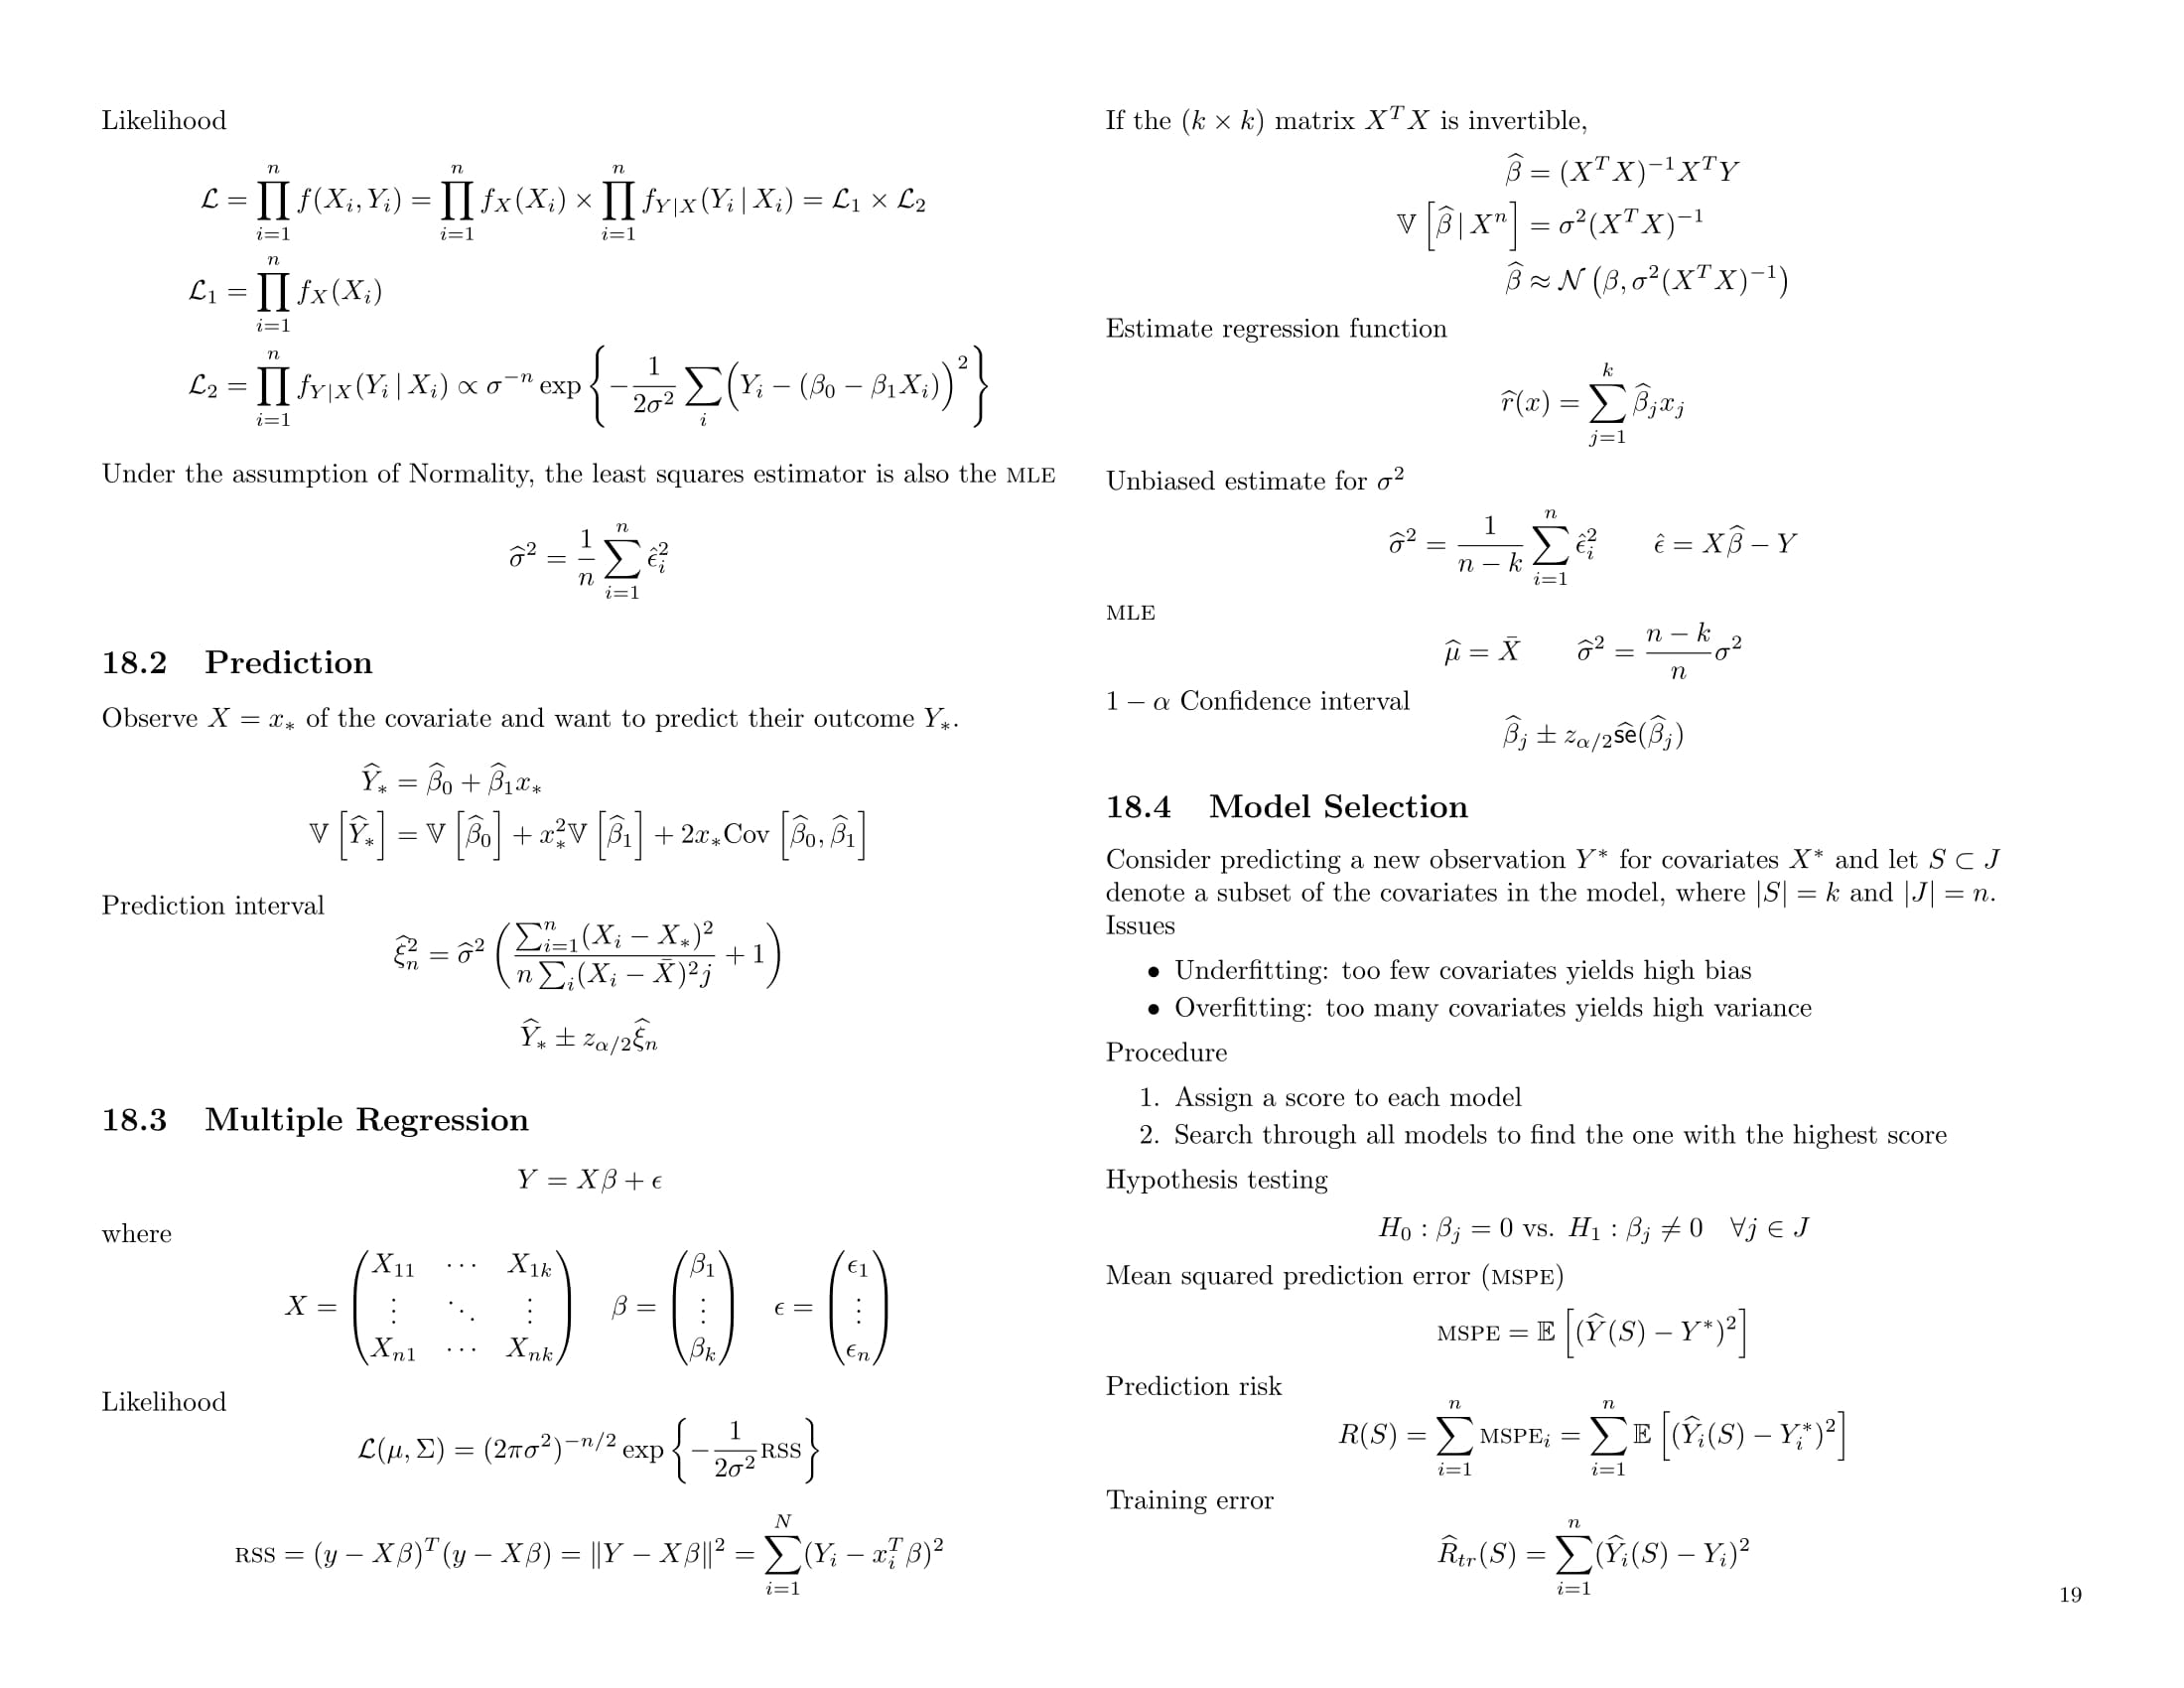 Likelihood
$\mathcal{L} = \prod_{i=1}^{n} f(X_i, Y_i) = \prod_{i=1}^{n} f_X(X_i) \times \prod_{i=1}^{n} f_{Y|X}(Y_i \,|\, X_i) = \mathcal{L}_1 \times \mathcal{L}_2$
$\mathcal{L}_1 = \prod_{i=1}^{n} f_X(X_i)$
$\mathcal{L}_2 = \prod_{i=1}^{n} f_{Y|X}(Y_i \,|\, X_i) \propto \sigma^{-n} \exp\left\{-\frac{1}{2\sigma^2} \sum_i \left(Y_i - (\beta_0 - \beta_1 X_i)\right)^2\right\}$
Under the assumption of Normality, the least squares estimator is also the MLE
$\widehat{\sigma}^2 = \frac{1}{n} \sum_{i=1}^{n} \hat{\epsilon}_i^2$
18.2 Prediction
Observe $X = x_*$ of the covariate and want to predict their outcome $Y_*$.
$\widehat{Y}_* = \widehat{\beta}_0 + \widehat{\beta}_1 x_*$
$\mathbb{V}\left[\widehat{Y}_*\right] = \mathbb{V}\left[\widehat{\beta}_0\right] + x_*^2 \mathbb{V}\left[\widehat{\beta}_1\right] + 2x_* \text{Cov}\left[\widehat{\beta}_0, \widehat{\beta}_1\right]$
Prediction interval
$\widehat{\xi}_n^2 = \widehat{\sigma}^2 \left(\frac{\sum_{i=1}^{n} (X_i - X_*)^2}{n \sum_i (X_i - \bar{X})^2 j} + 1\right)$
$\widehat{Y}_* \pm z_{\alpha/2} \widehat{\xi}_n$
18.3 Multiple Regression
$Y = X\beta + \epsilon$
where
$X = \begin{pmatrix} X_{11} & \cdots & X_{1k} \\ \vdots & \ddots & \vdots \\ X_{n1} & \cdots & X_{nk} \end{pmatrix} \quad \beta = \begin{pmatrix} \beta_1 \\ \vdots \\ \beta_k \end{pmatrix} \quad \epsilon = \begin{pmatrix} \epsilon_1 \\ \vdots \\ \epsilon_n \end{pmatrix}$
Likelihood
$\mathcal{L}(\mu, \Sigma) = (2\pi\sigma^2)^{-n/2} \exp\left\{-\frac{1}{2\sigma^2} \text{RSS}\right\}$
$\text{RSS} = (y - X\beta)^T (y - X\beta) = \|Y - X\beta\|^2 = \sum_{i=1}^{N} (Y_i - x_i^T \beta)^2$
If the $(k \times k)$ matrix $X^T X$ is invertible,
$\widehat{\beta} = (X^T X)^{-1} X^T Y$
$\mathbb{V}\left[\widehat{\beta} \,|\, X^n\right] = \sigma^2 (X^T X)^{-1}$
$\widehat{\beta} \approx \mathcal{N}\left(\beta, \sigma^2 (X^T X)^{-1}\right)$
Estimate regression function
$\widehat{r}(x) = \sum_{j=1}^{k} \widehat{\beta}_j x_j$
Unbiased estimate for $\sigma^2$
$\widehat{\sigma}^2 = \frac{1}{n-k} \sum_{i=1}^{n} \hat{\epsilon}_i^2 \qquad \hat{\epsilon} = X\widehat{\beta} - Y$
MLE
$\widehat{\mu} = \bar{X} \qquad \widehat{\sigma}^2 = \frac{n-k}{n} \sigma^2$
$1 - \alpha$ Confidence interval
$\widehat{\beta}_j \pm z_{\alpha/2} \widehat{\text{se}}(\widehat{\beta}_j)$
18.4 Model Selection
Consider predicting a new observation $Y^*$ for covariates $X^*$ and let $S \subset J$
denote a subset of the covariates in the model, where $|S| = k$ and $|J| = n$.
Issues
• Underfitting: too few covariates yields high bias
• Overfitting: too many covariates yields high variance
Procedure
1. Assign a score to each model
2. Search through all models to find the one with the highest score
Hypothesis testing
$H_0 : \beta_j = 0$ vs. $H_1 : \beta_j \neq 0 \quad \forall j \in J$
Mean squared prediction error (MSPE)
$\text{MSPE} = \mathbb{E}\left[(\widehat{Y}(S) - Y^*)^2\right]$
Prediction risk
$R(S) = \sum_{i=1}^{n} \text{MSPE}_i = \sum_{i=1}^{n} \mathbb{E}\left[(\widehat{Y}_i(S) - Y_i^*)^2\right]$
Training error
$\widehat{R}_{tr}(S) = \sum_{i=1}^{n} (\widehat{Y}_i(S) - Y_i)^2$
19